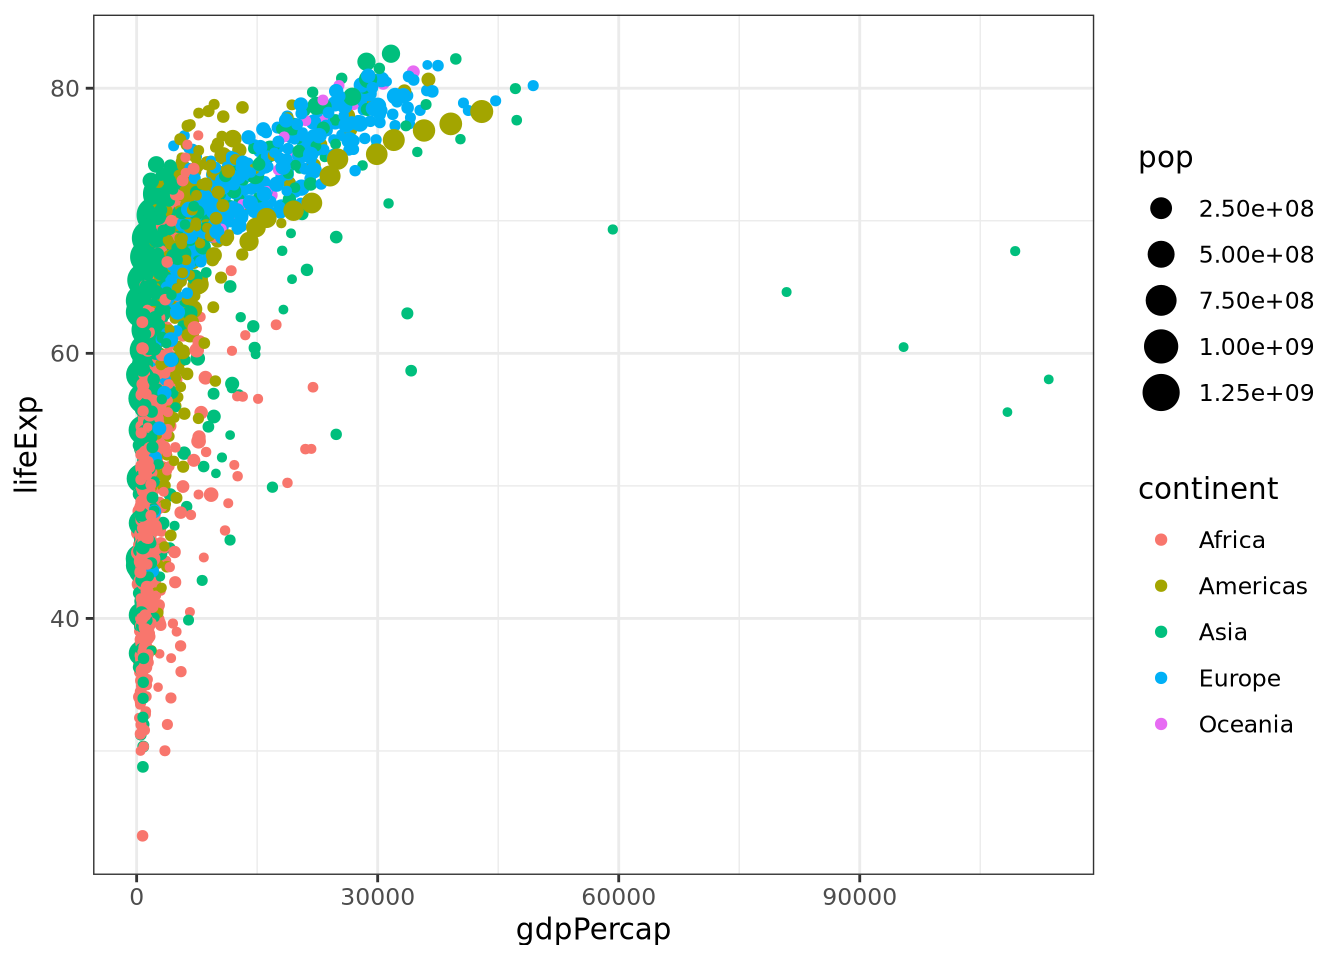 80
60
40
lifeExp
0
30000
60000
90000
gdpPercap
pop
2.50e+08
5.00e+08
7.50e+08
1.00e+09
1.25e+09
continent
Africa
Americas
Asia
Europe
Oceania